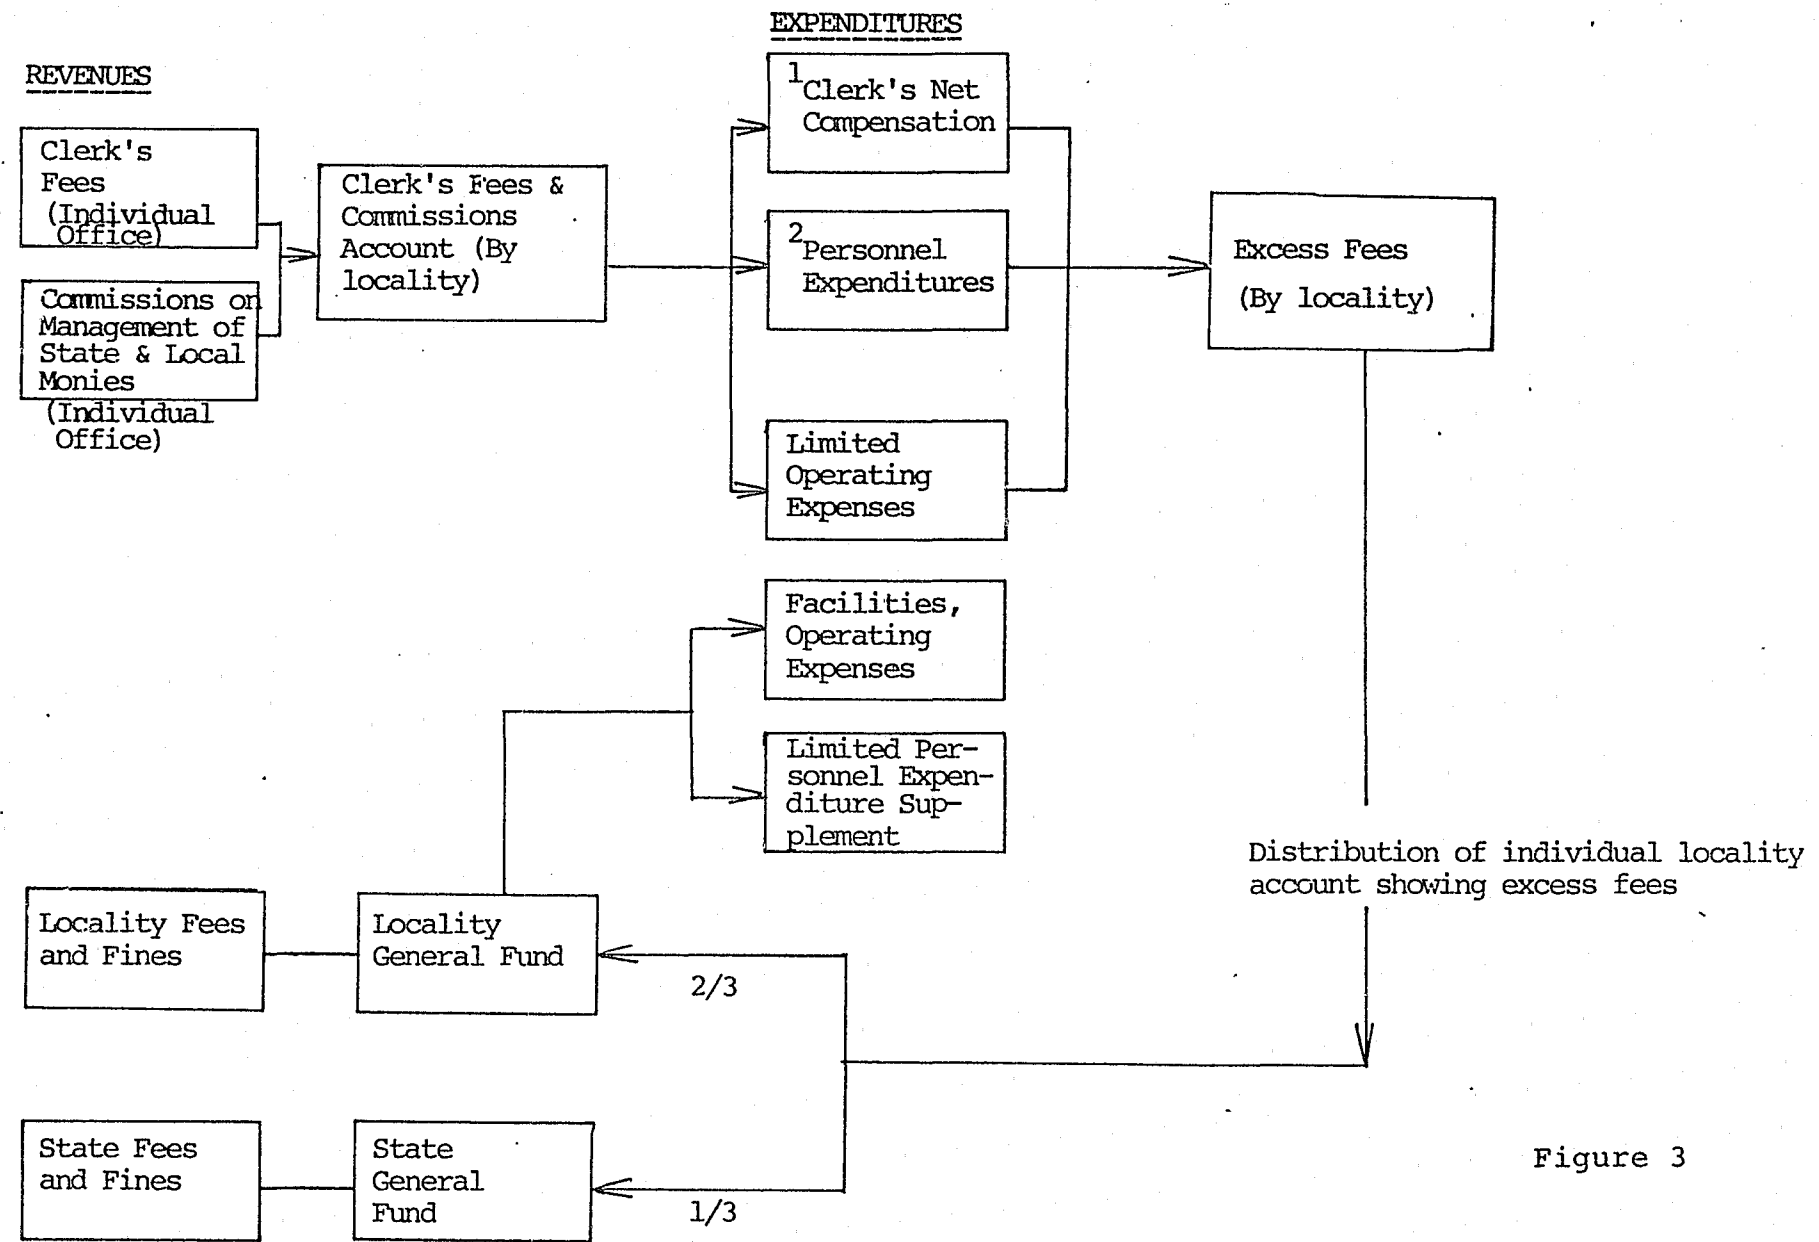 EXPENDITURES
REVENUES
1Clerk's Net
Compensation
Clerk's
Fees
(Individual
Office)
Clerk's Fees &
Commissions
Account (By
locality)
2Personnel
Expenditures
Excess Fees
(By locality)
Commissions on
Management of
State & Local
Monies
(Individual
Office)
Limited
Operating
Expenses
Facilities,
Operating
Expenses
Limited Per-
sonnel Expen-
diture Sup-
plement
Distribution of individual locality
account showing excess fees
Locality Fees
and Fines
Locality
General Fund
2/3
State Fees
and Fines
State
General
Fund
1/3
Figure 3